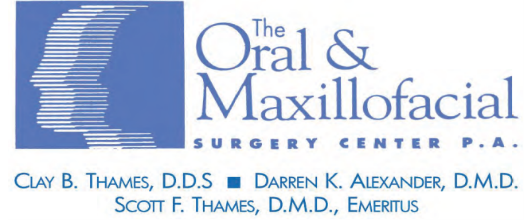 The
Oral &
Maxillofacial
SURGERY CENTER P.A.
CLAY B. THAMES, D.D.S ■ DARREN K. ALEXANDER, D.M.D.
SCOTT F. THAMES, D.M.D., EMERITUS